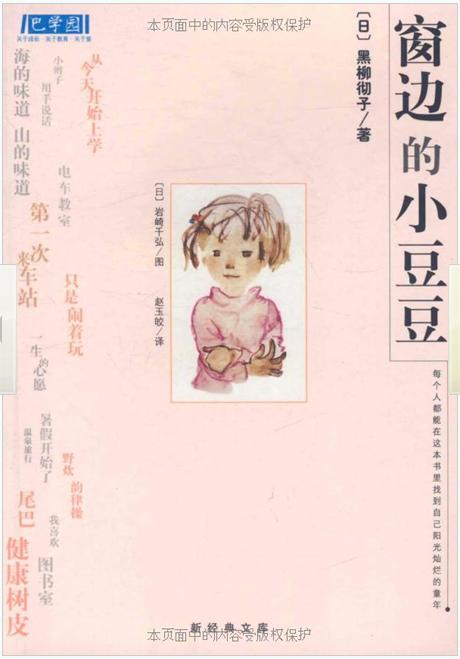 本页面中的内容受版权保护
巴学园
关于成长·关于教育·关于爱
窗边的小豆豆
〔日〕黑柳彻子/著
〔日〕岩崎千弘/图
赵玉皎/译
每个人都能在这本书里找到自己阳光灿烂的童年
从今天开始上学
小辫子
用手说话
海的味道 山的味道
电车教室
第一次来车站
只是闹着玩
一生的心愿
暑假开始了
温泉旅行
野炊
韵律操
尾巴
我喜欢
图书室
健康树皮
新经典文库
本页面中的内容受版权保护